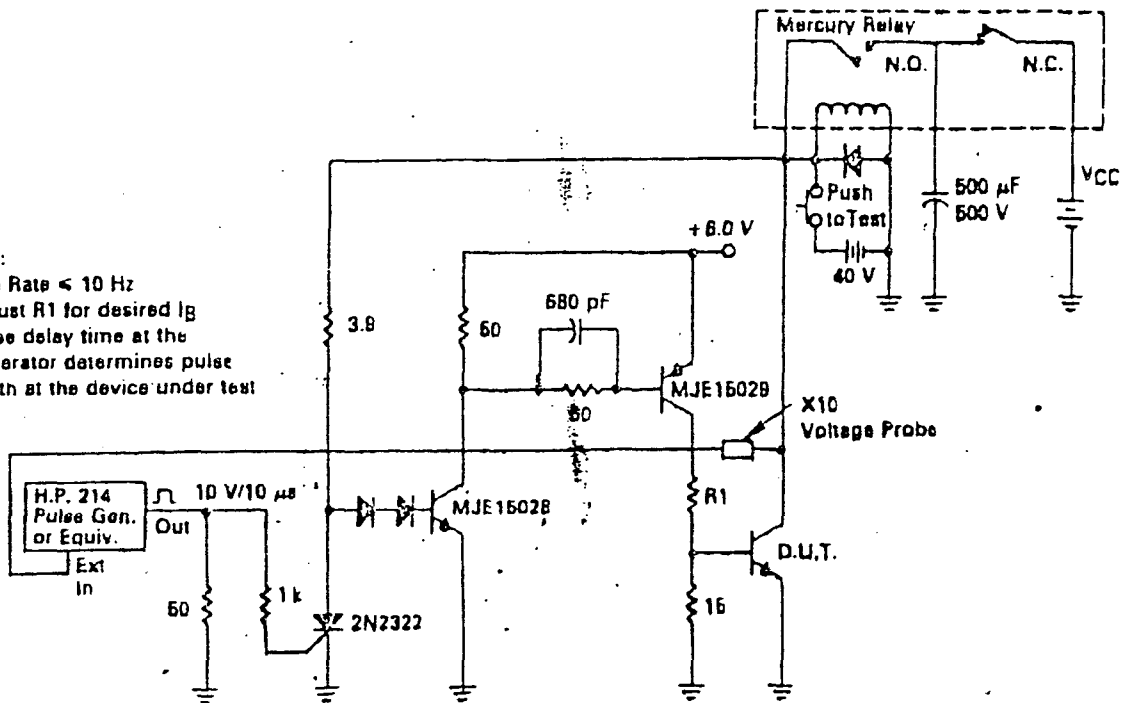 Mercury Relay
N.O.
N.C.
VCC
Push
to Test
500 µF
500 V
40 V
+6.0 V
:
Rate ≤ 10 Hz
ust R1 for desired IB
se delay time at the
erator determines pulse
th at the device under test
3.9
50
680 pF
50
MJE15029
X10
Voltage Probe
H.P. 214
Pulse Gen.
or Equiv.
10 V/10 µs
Out
Ext
In
MJE15028
R1
D.U.T.
50
1 k
2N2322
15